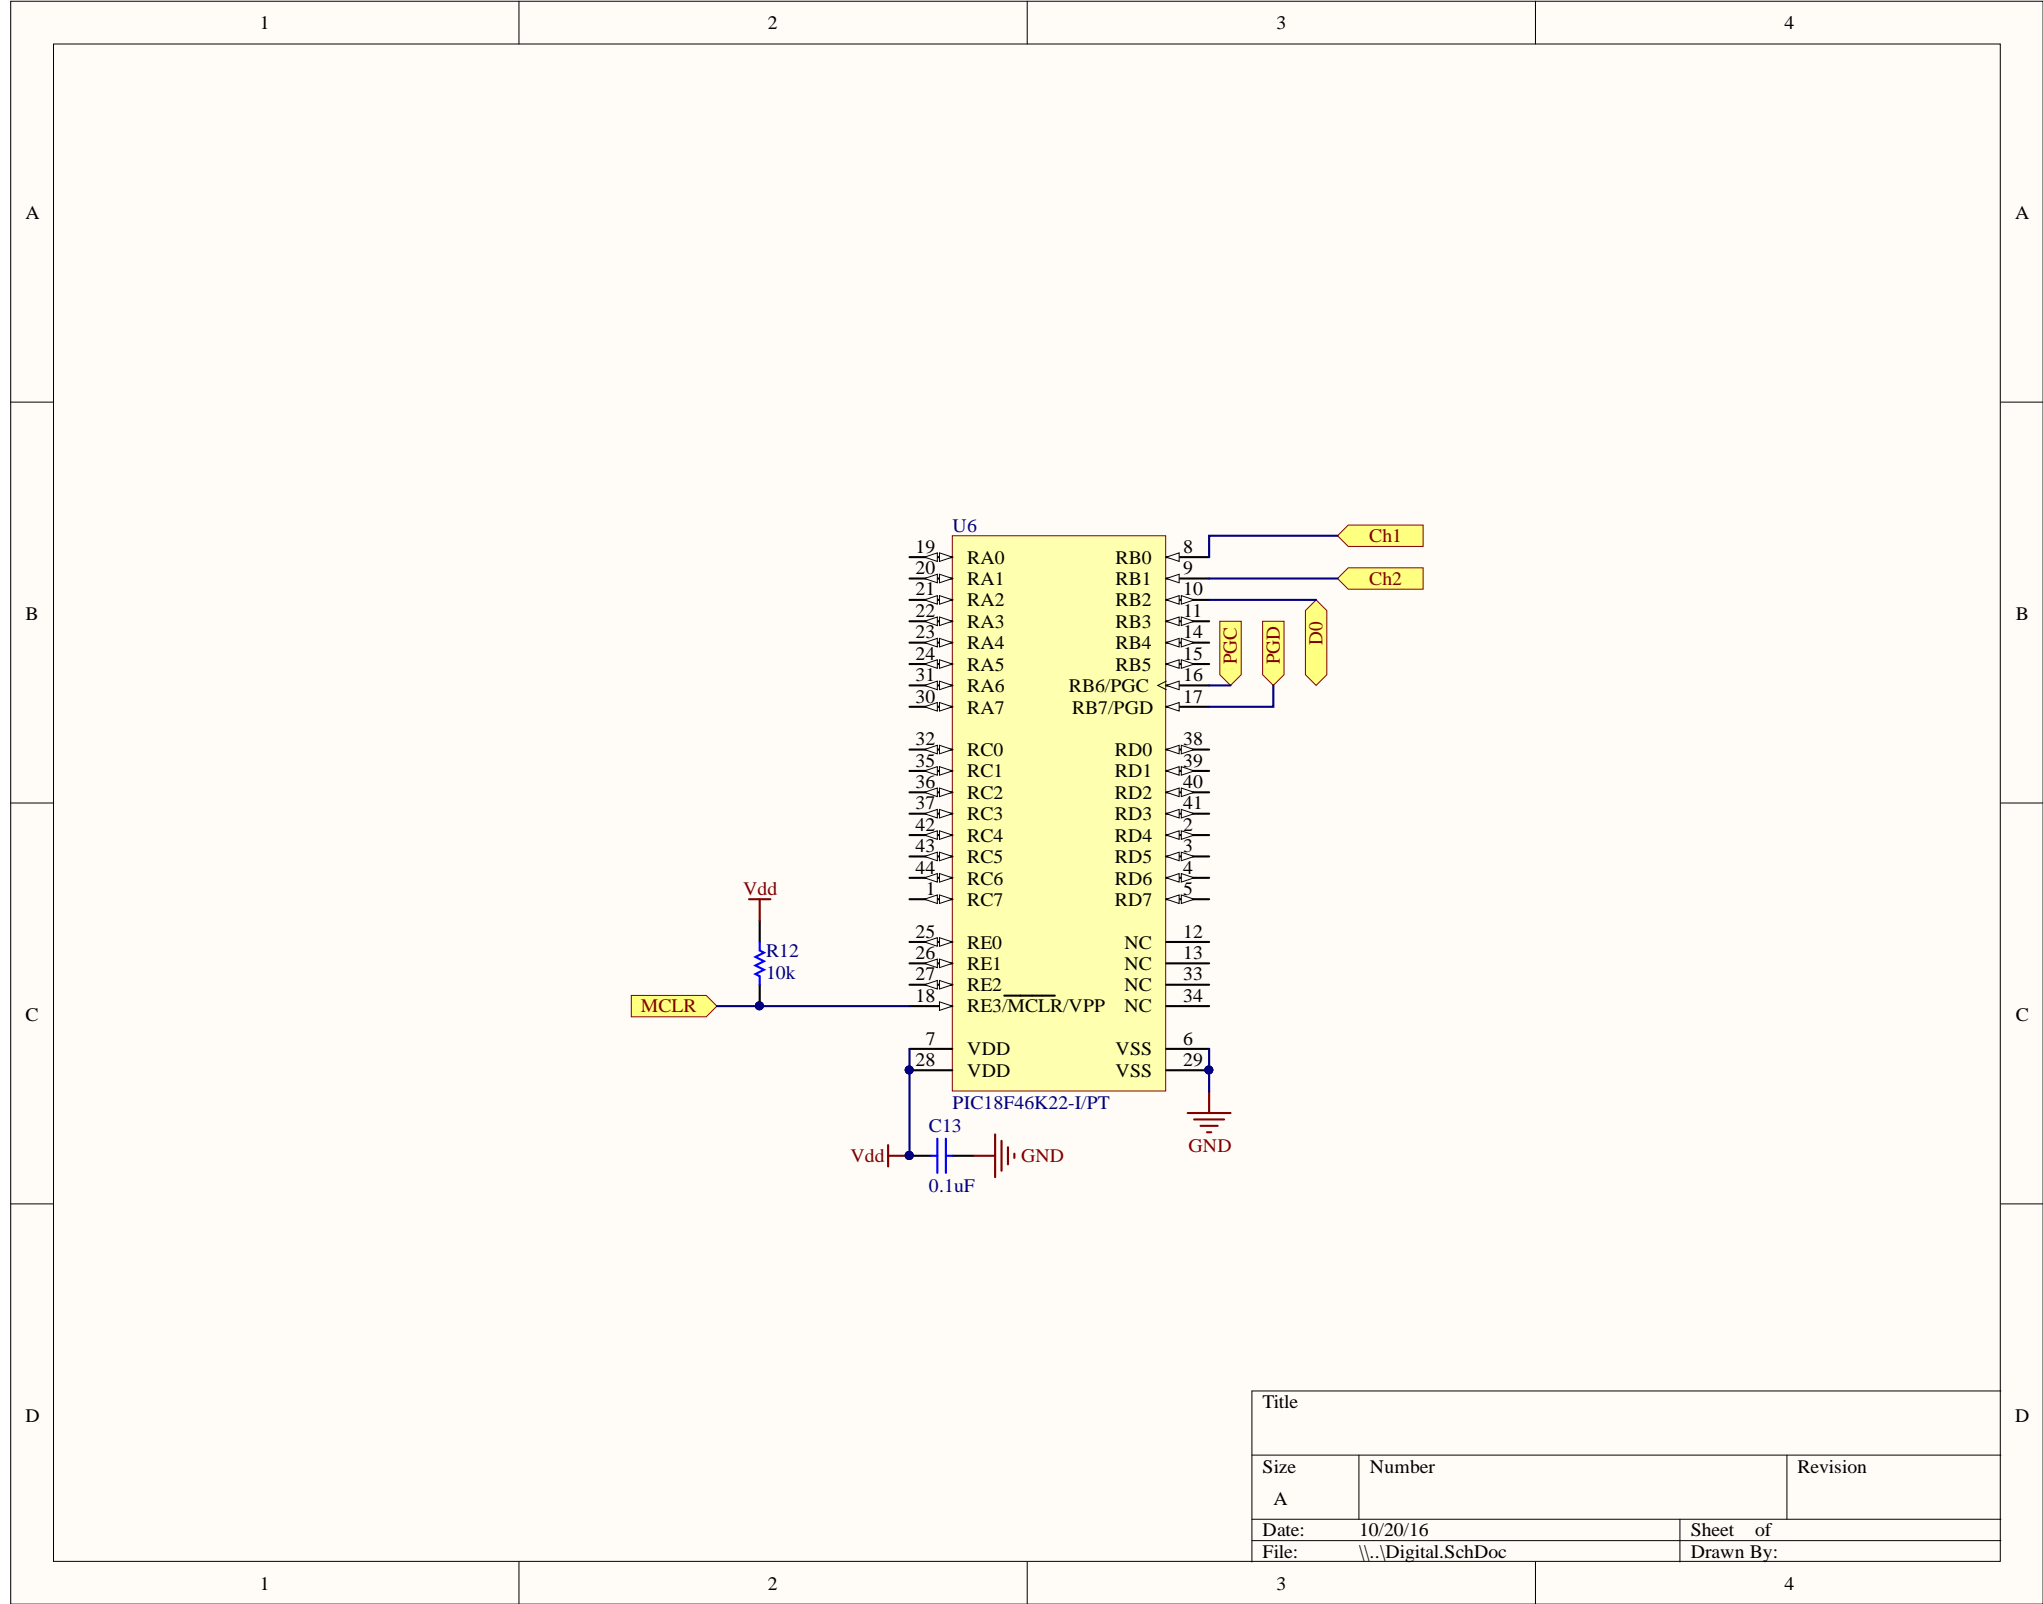 1 2 3 4
A A
U6
19 RA0 RB0 8 Ch1
20 RA1 RB1 9 Ch2
21 RA2 RB2 10
22 RA3 RB3 11
B 23 RA4 RB4 14 PGC PGD D0 B
24 RA5 RB5 15
31 RA6 RB6/PGC 16
30 RA7 RB7/PGD 17
32 RC0 RD0 38
35 RC1 RD1 39
36 RC2 RD2 40
37 RC3 RD3 41
42 RC4 RD4 2
43 RC5 RD5 3
44 RC6 RD6 4
Vdd 1 RC7 RD7 5
25 RE0 NC 12
R12 26 RE1 NC 13
10k 27 RE2 NC 33
MCLR 18 RE3/MCLR/VPP NC 34
C C
7 VDD VSS 6
28 VDD VSS 29
PIC18F46K22-I/PT
C13
GND
Vdd GND
0.1uF
Title
D D
Size Number Revision
A
Date: 10/20/16 Sheet of
File: \\..\Digital.SchDoc Drawn By:
1 2 3 4